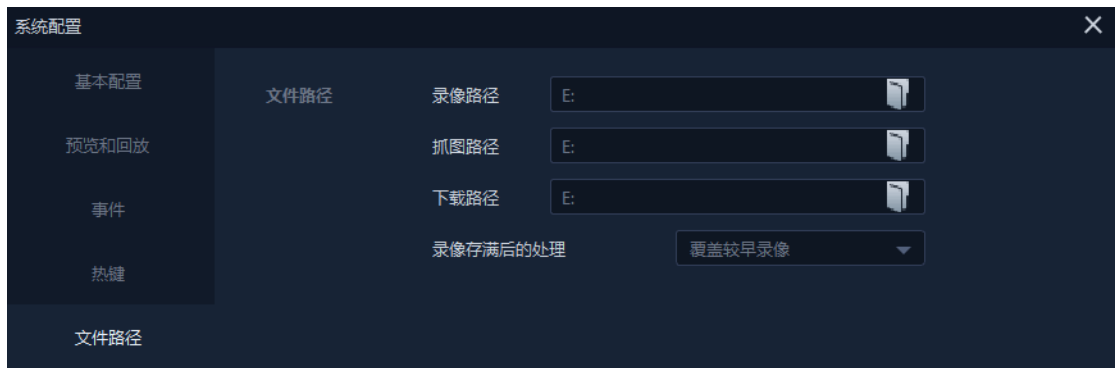 系统配置
基本配置
预览和回放
事件
热键
文件路径
文件路径
录像路径 E:
抓图路径 E:
下载路径 E:
录像存满后的处理 覆盖较早录像